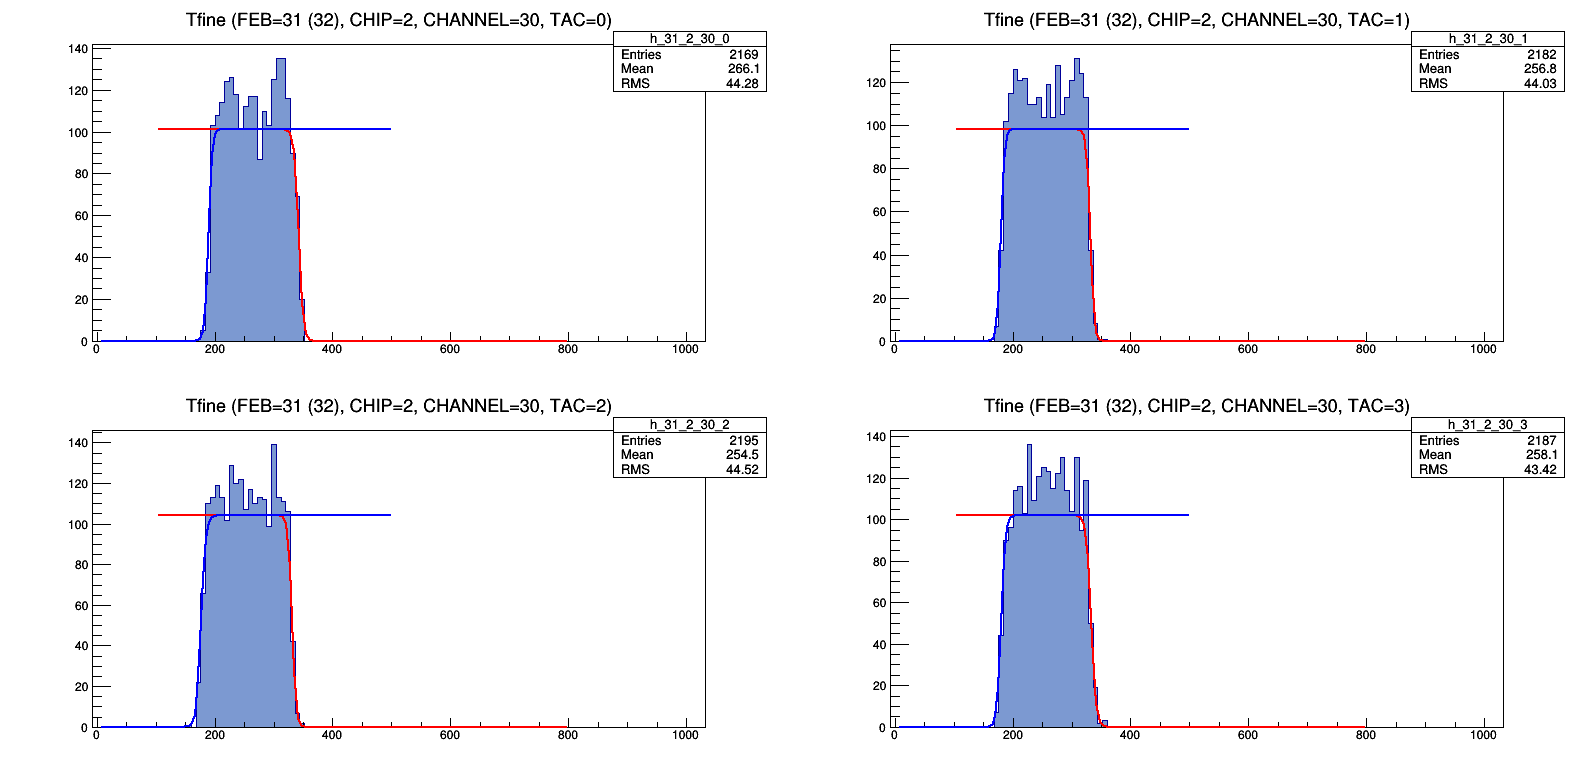 Tfine (FEB=31 (32), CHIP=2, CHANNEL=30, TAC=0)
h_31_2_30_0
Entries 2169
Mean 266.1
RMS 44.28
140
120
100
80
60
40
20
0
0 200 400 600 800 1000
Tfine (FEB=31 (32), CHIP=2, CHANNEL=30, TAC=1)
h_31_2_30_1
Entries 2182
Mean 256.8
RMS 44.03
120
100
80
60
40
20
0
0 200 400 600 800 1000
Tfine (FEB=31 (32), CHIP=2, CHANNEL=30, TAC=2)
h_31_2_30_2
Entries 2195
Mean 254.5
RMS 44.52
140
120
100
80
60
40
20
0
0 200 400 600 800 1000
Tfine (FEB=31 (32), CHIP=2, CHANNEL=30, TAC=3)
h_31_2_30_3
Entries 2187
Mean 258.1
RMS 43.42
140
120
100
80
60
40
20
0
0 200 400 600 800 1000